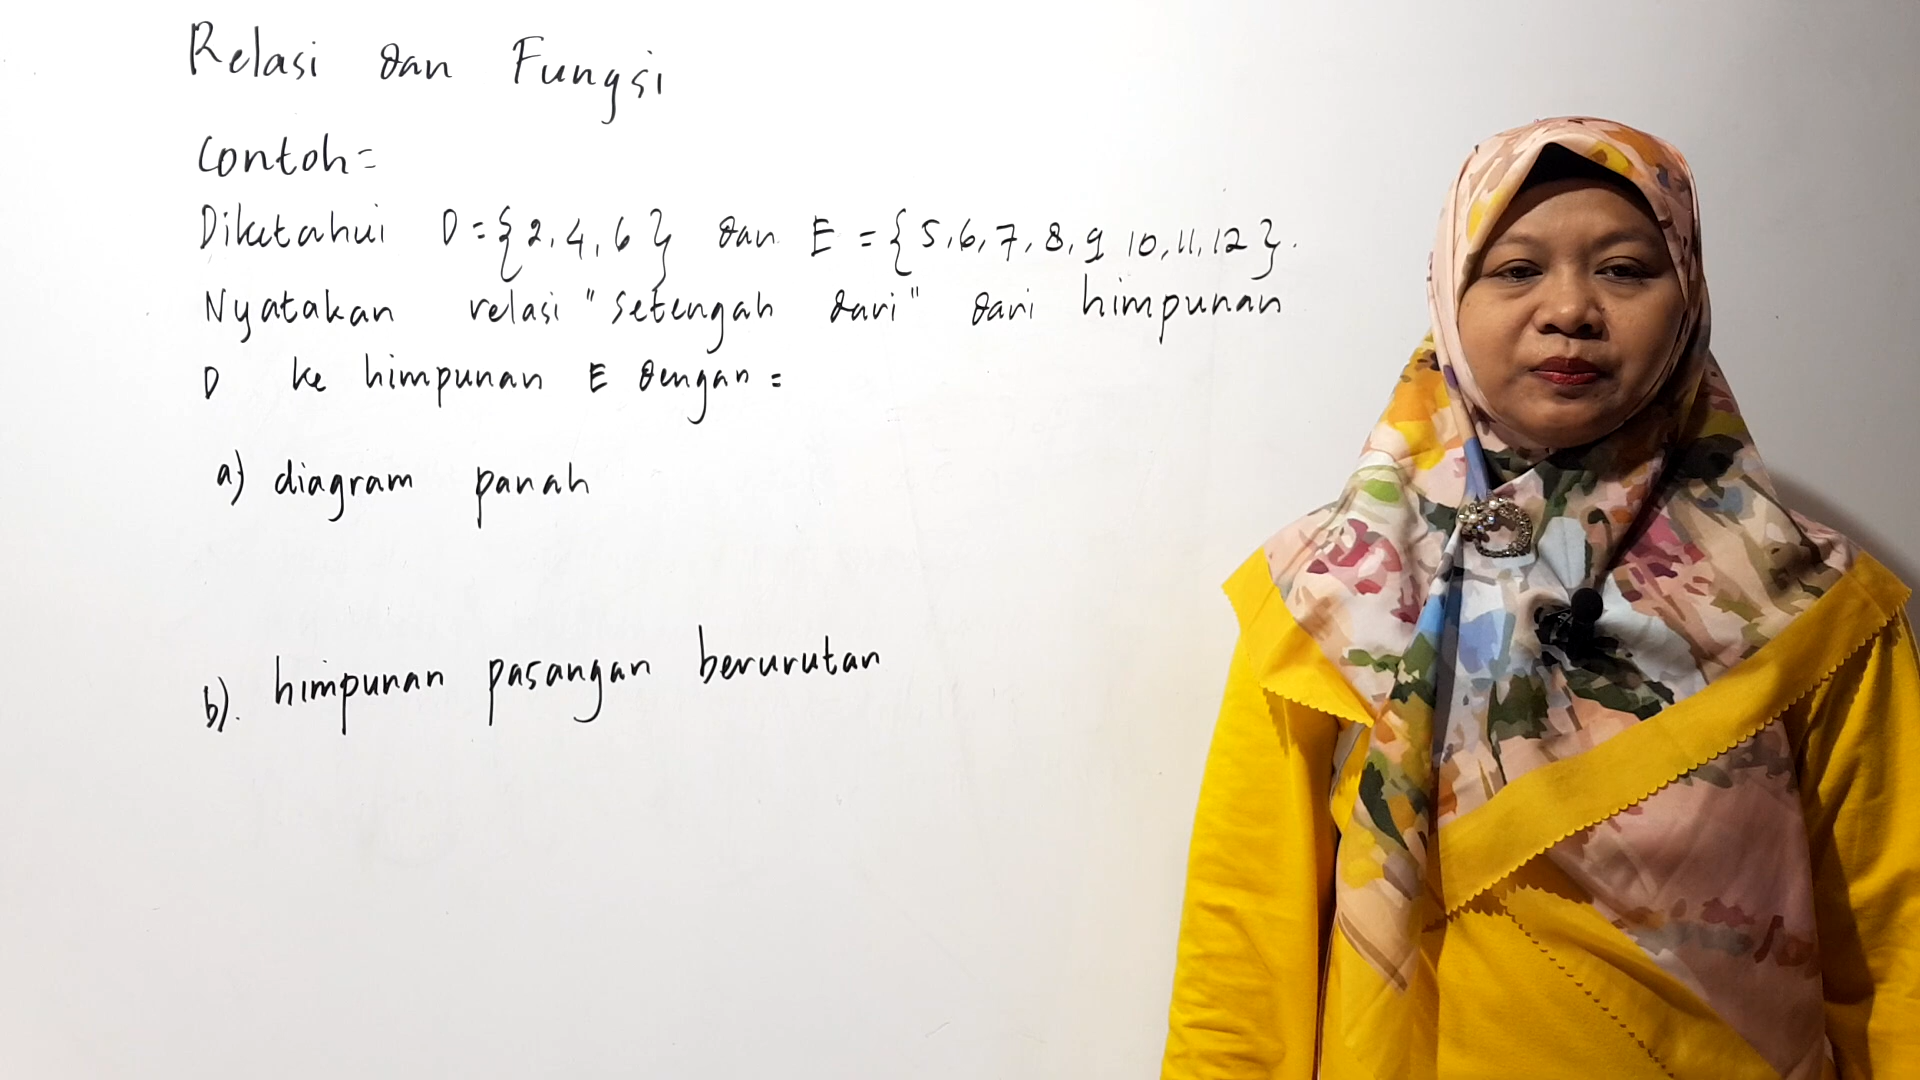 Relasi dan Fungsi
Contoh =
Diketahui D = { 2, 4, 6 } dan E = { 5, 6, 7, 8, 9 10, 11, 12 }.
Nyatakan relasi "setengah dari" dari himpunan
D ke himpunan E dengan =
a) diagram panah
b). himpunan pasangan berurutan